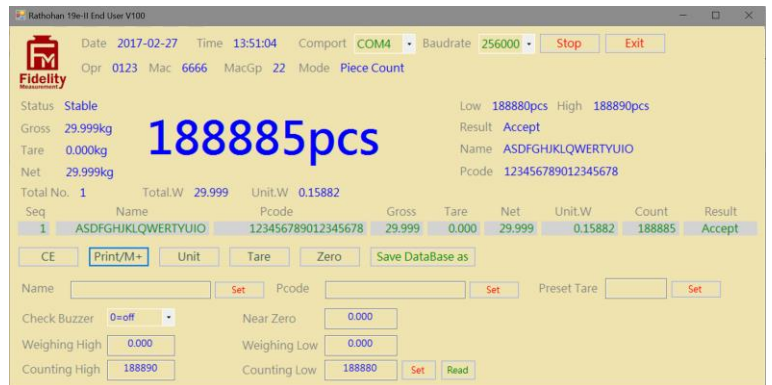 Rathohan 19e-II End User V100
Date 2017-02-27 Time 13:51:04 Comport COM4 Baudrate 256000 Stop Exit
Opr 0123 Mac 6666 MacGp 22 Mode Piece Count
FM
Fidelity
Measurement
Status Stable
Low 188880pcs High 188890pcs
Gross 29.999kg
188885pcs
Result Accept
Tare 0.000kg
Name ASDFGHJKLQWERTYUIO
Net 29.999kg
Pcode 123456789012345678
Total No. 1 Total.W 29.999 Unit.W 0.15882
Seq Name Pcode Gross Tare Net Unit.W Count Result
1 ASDFGHJKLQWERTYUIO 123456789012345678 29.999 0.000 29.999 0.15882 188885 Accept
CE Print/M+ Unit Tare Zero Save DataBase as
Name Set Pcode Set Preset Tare Set
Check Buzzer 0=off Near Zero 0.000
Weighing High 0.000 Weighing Low 0.000
Counting High 188890 Counting Low 188880 Set Read